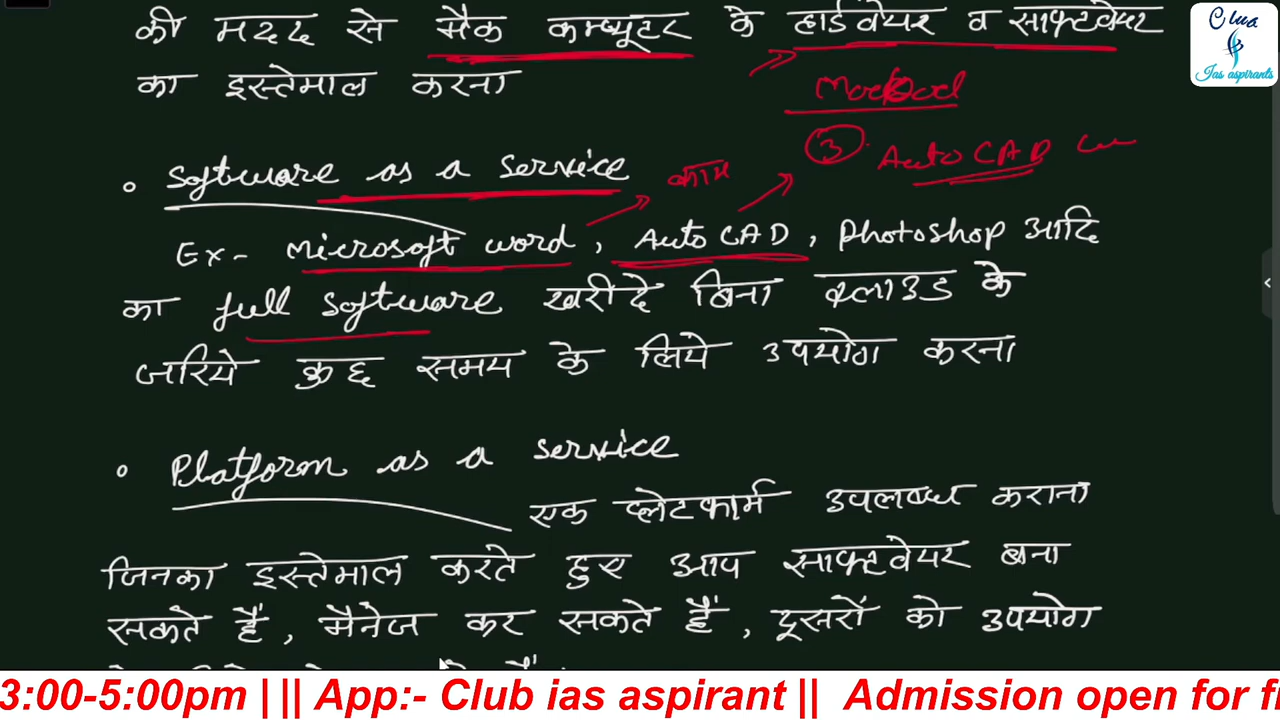 की मदद से मैक कम्प्यूटर के हार्डवेयर व साफ्टवेयर
Club
Ias aspirants
का इस्तेमाल करना
③ AutoCAD
• Software as a service
काम
Ex- Microsoft word, AutoCAD, Photoshop आदि
का full software खरीदे बिना क्लाउड के
जरिये कुछ समय के लिये उपयोग करना
• Platform as a service
एक प्लेटफार्म उपलब्ध कराना
जिनका इस्तेमाल करते हुए आप साफ्टवेयर बना
सकते हैं, मैनेज कर सकते हैं, दूसरों को उपयोग
3:00-5:00pm | || App:- Club ias aspirant || Admission open for fi